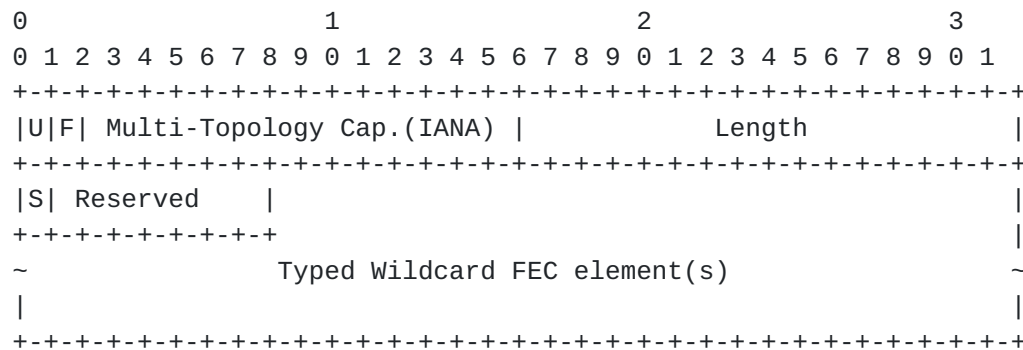 0                   1                   2                   3
0 1 2 3 4 5 6 7 8 9 0 1 2 3 4 5 6 7 8 9 0 1 2 3 4 5 6 7 8 9 0 1
+-+-+-+-+-+-+-+-+-+-+-+-+-+-+-+-+-+-+-+-+-+-+-+-+-+-+-+-+-+-+-+-+
|U|F| Multi-Topology Cap.(IANA) |            Length             |
+-+-+-+-+-+-+-+-+-+-+-+-+-+-+-+-+-+-+-+-+-+-+-+-+-+-+-+-+-+-+-+-+
|S| Reserved    |                                               |
+-+-+-+-+-+-+-+-+                                               |
~                Typed Wildcard FEC element(s)                  ~
|                                                               |
+-+-+-+-+-+-+-+-+-+-+-+-+-+-+-+-+-+-+-+-+-+-+-+-+-+-+-+-+-+-+-+-+